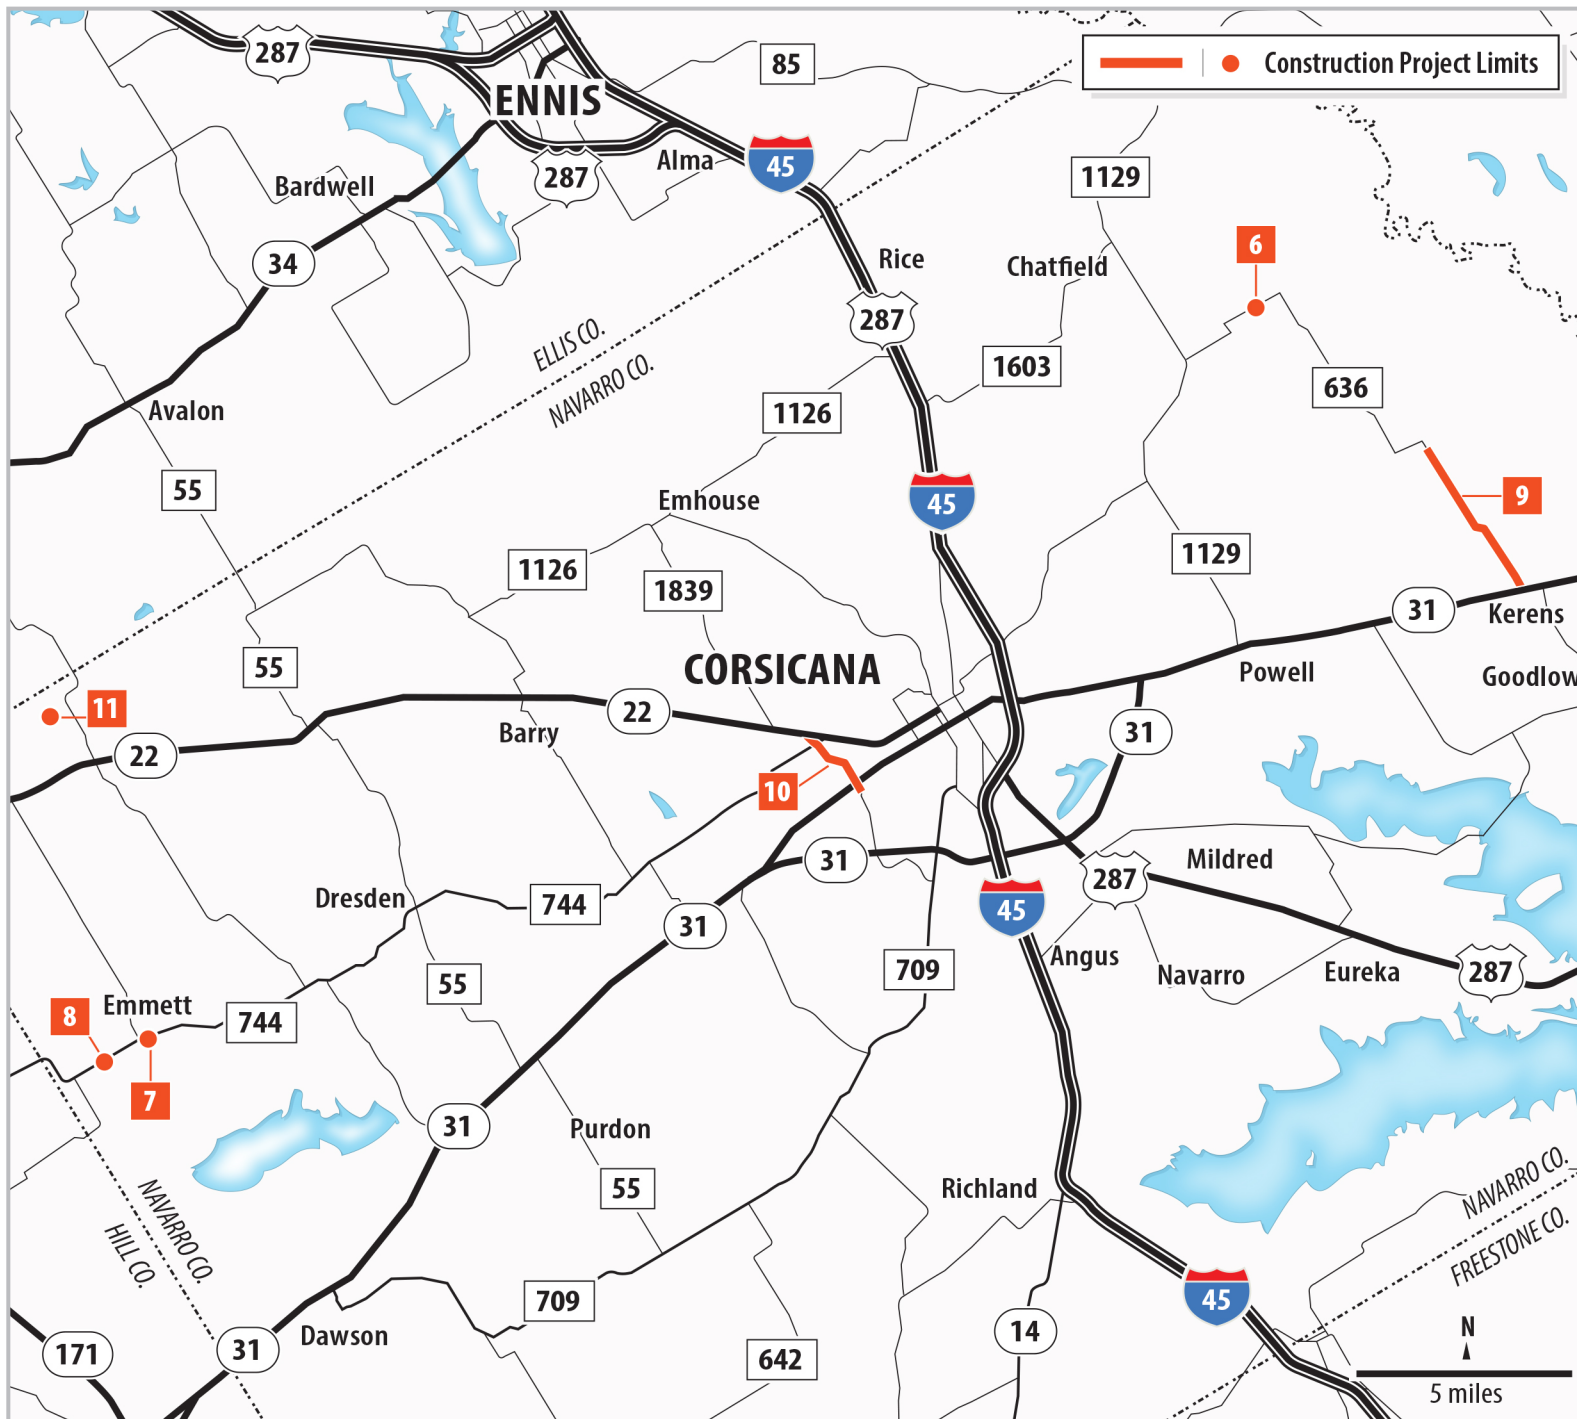 287
ENNIS
85
Construction Project Limits
Alma
45
287
1129
Bardwell
34
6
Rice
Chatfield
287
ELLIS CO.
NAVARRO CO.
1603
636
1126
Avalon
55
Emhouse
45
9
1126
1839
1129
31
Kerens
55
CORSICANA
Powell
Goodlow
11
22
22
Barry
31
10
31
Mildred
287
Dresden
744
31
45
Angus
709
Navarro
Eureka
287
55
Emmett
8
744
7
31
Purdon
55
Richland
NAVARRO CO.
HILL CO.
NAVARRO CO.
FREESTONE CO.
709
45
14
N
Dawson
171
31
642
5 miles